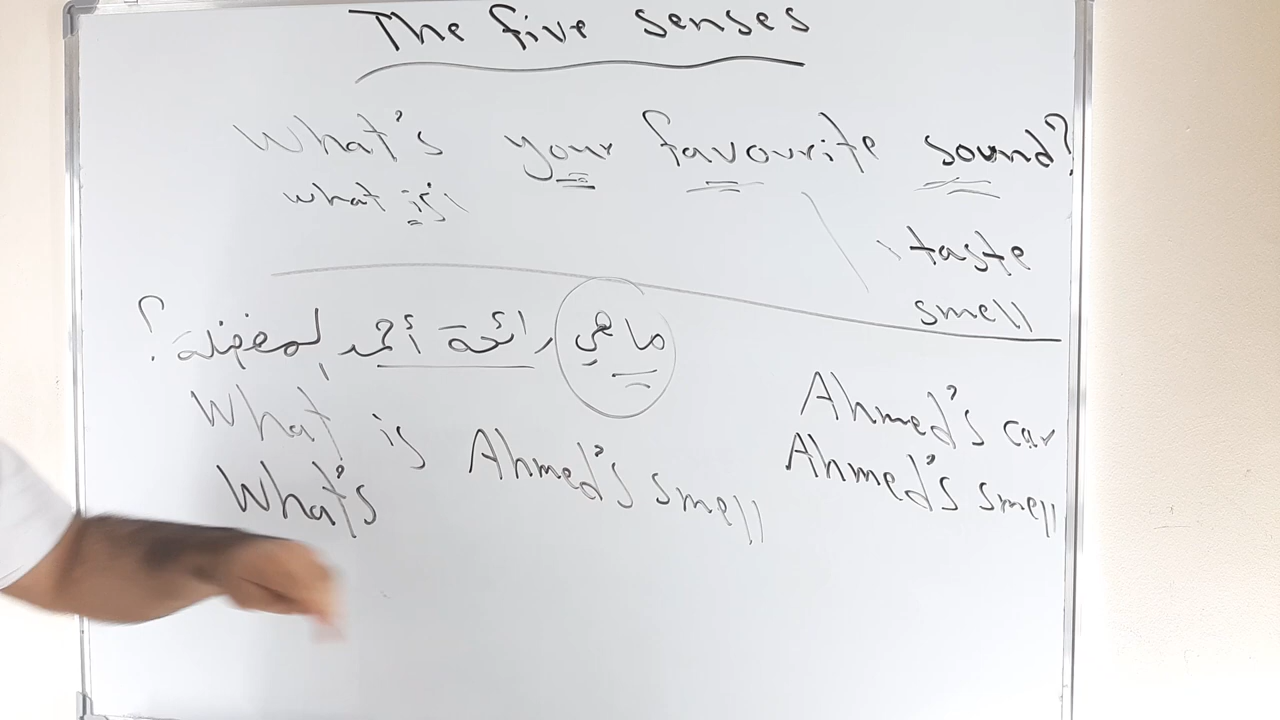 The five senses
What's your favourite sound?
what is
taste
smell
ما هي رائحة أحمد المفضلة؟
What is Ahmed's smell
What's
Ahmed's car
Ahmed's smell